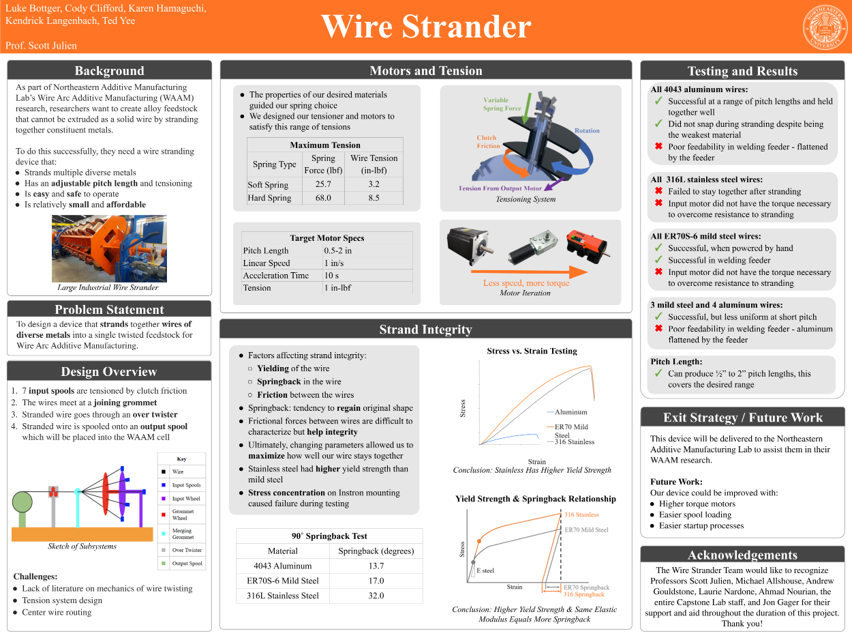 Luke Bottger, Cody Clifford, Karen Hamaguchi,
Kendrick Langenbach, Ted Yee
Prof. Scott Julien
Wire Strander
Background
As part of Northeastern Additive Manufacturing
Lab's Wire Arc Additive Manufacturing (WAAM)
research, researchers want to create alloy feedstock
that cannot be extruded as a solid wire by stranding
together constituent metals.
To do this successfully, they need a wire stranding
device that:
● Strands multiple diverse metals
● Has an adjustable pitch length and tensioning
● Is easy and safe to operate
● Is relatively small and affordable
Large Industrial Wire Strander
Problem Statement
To design a device that strands together wires of
diverse metals into a single twisted feedstock for
Wire Arc Additive Manufacturing.
Design Overview
1. 7 input spools are tensioned by clutch friction
2. The wires meet at a joining grommet
3. Stranded wire goes through an over twister
4. Stranded wire is spooled onto an output spool
which will be placed into the WAAM cell
Key
Wire
Input Spools
Input Wheel
Grommet
Wheel
Merging
Grommet
Over Twister
Output Spool
Sketch of Subsystems
Challenges:
● Lack of literature on mechanics of wire twisting
● Tension system design
● Center wire routing
Motors and Tension
● The properties of our desired materials
guided our spring choice
● We designed our tensioner and motors to
satisfy this range of tensions
Maximum Tension
Spring Type Spring Force (lbf) Wire Tension (in-lbf)
Soft Spring 25.7 3.2
Hard Spring 68.0 8.5
Variable
Spring Force
Clutch
Friction
Rotation
Tension From Output Motor
Tensioning System
Target Motor Specs
Pitch Length 0.5-2 in
Linear Speed 1 in/s
Acceleration Time 10 s
Tension 1 in-lbf
Less speed, more torque
Motor Iteration
Strand Integrity
● Factors affecting strand integrity:
○ Yielding of the wire
○ Springback in the wire
○ Friction between the wires
● Springback: tendency to regain original shape
● Frictional forces between wires are difficult to
characterize but help integrity
● Ultimately, changing parameters allowed us to
maximize how well our wire stays together
● Stainless steel had higher yield strength than
mild steel
● Stress concentration on Instron mounting
caused failure during testing
90˚ Springback Test
Material Springback (degrees)
4043 Aluminum 13.7
ER70S-6 Mild Steel 17.0
316L Stainless Steel 32.0
Stress vs. Strain Testing
Stress
Aluminum
ER70 Mild
Steel
316 Stainless
Strain
Conclusion: Stainless Has Higher Yield Strength
Yield Strength & Springback Relationship
316 Stainless
ER70 Mild Steel
Stress
E steel
Strain
ER70 Springback
316 Springback
Conclusion: Higher Yield Strength & Same Elastic
Modulus Equals More Springback
Testing and Results
All 4043 aluminum wires:
✓ Successful at a range of pitch lengths and held
together well
✓ Did not snap during stranding despite being
the weakest material
✖ Poor feedability in welding feeder - flattened
by the feeder
All 316L stainless steel wires:
✖ Failed to stay together after stranding
✖ Input motor did not have the torque necessary
to overcome resistance to stranding
All ER70S-6 mild steel wires:
✓ Successful, when powered by hand
✓ Successful in welding feeder
✖ Input motor did not have the torque necessary
to overcome resistance to stranding
3 mild steel and 4 aluminum wires:
✓ Successful, but less uniform at short pitch
✖ Poor feedability in welding feeder - aluminum
flattened by the feeder
Pitch Length:
✓ Can produce ½" to 2" pitch lengths, this
covers the desired range
Exit Strategy / Future Work
This device will be delivered to the Northeastern
Additive Manufacturing Lab to assist them in their
WAAM research.
Future Work:
Our device could be improved with:
● Higher torque motors
● Easier spool loading
● Easier startup processes
Acknowledgements
The Wire Strander Team would like to recognize
Professors Scott Julien, Michael Allshouse, Andrew
Gouldstone, Laurie Nardone, Ahmad Nourian, the
entire Capstone Lab staff, and Jon Gager for their
support and aid throughout the duration of this project.
Thank you!